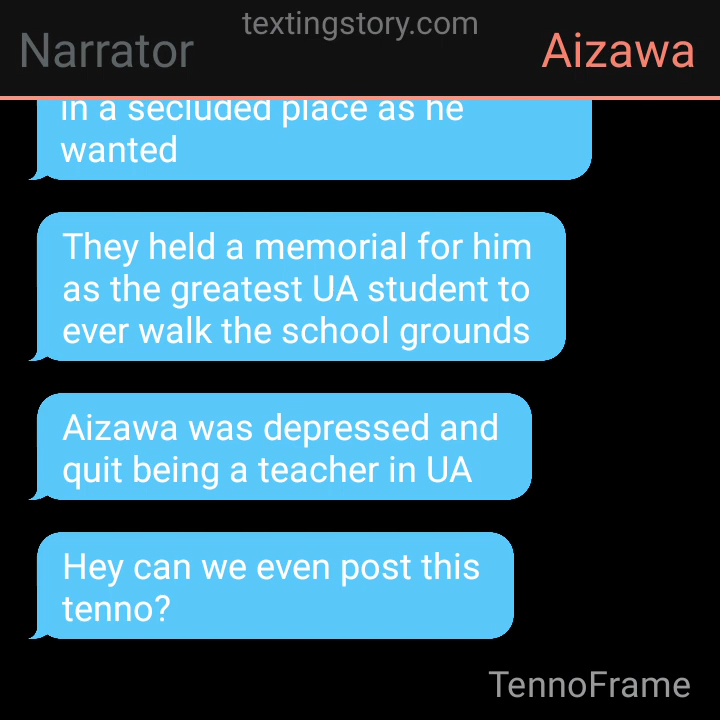 textingstory.com
Narrator
Aizawa
in a secluded place as he
wanted
They held a memorial for him
as the greatest UA student to
ever walk the school grounds
Aizawa was depressed and
quit being a teacher in UA
Hey can we even post this
tenno?
TennoFrame